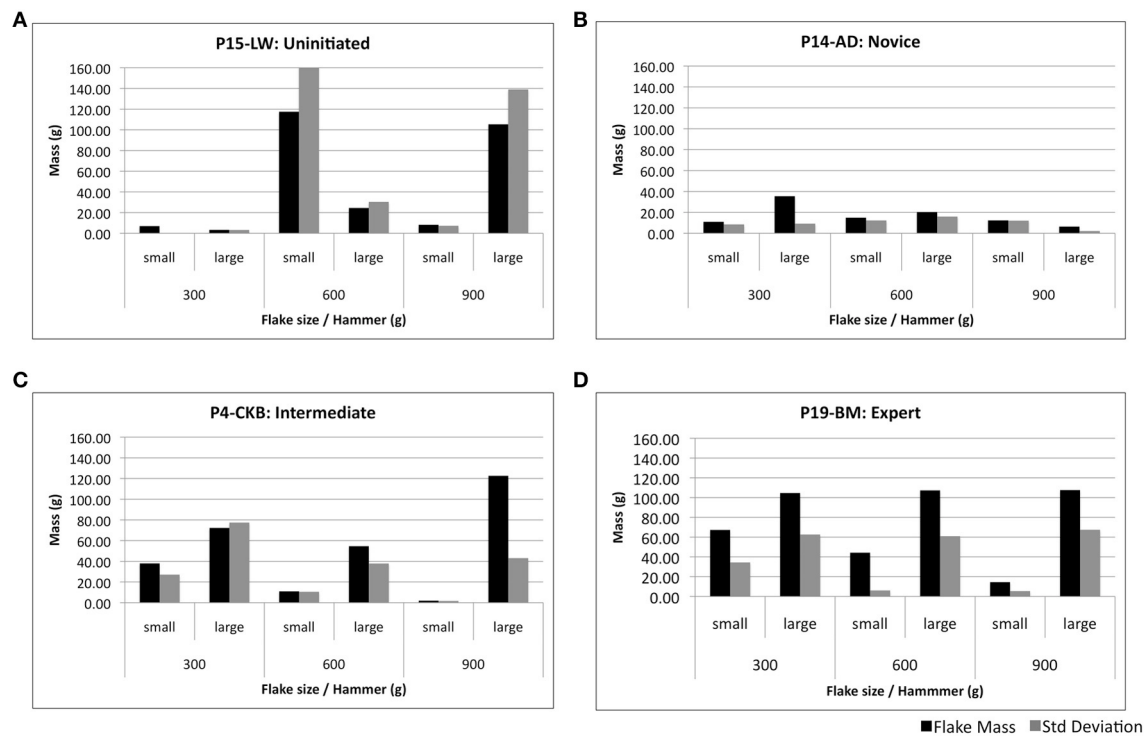 A
P15-LW: Uninitiated
160.00
140.00
120.00
100.00
80.00
60.00
40.00
20.00
0.00
Mass (g)
small large small large small large
300 600 900
Flake size / Hammer (g)
B
P14-AD: Novice
160.00
140.00
120.00
100.00
80.00
60.00
40.00
20.00
0.00
Mass (g)
small large small large small large
300 600 900
Flake size / Hammer (g)
C
P4-CKB: Intermediate
160.00
140.00
120.00
100.00
80.00
60.00
40.00
20.00
0.00
Mass (g)
small large small large small large
300 600 900
Flake size / Hammer (g)
D
P19-BM: Expert
160.00
140.00
120.00
100.00
80.00
60.00
40.00
20.00
0.00
Mass (g)
small large small large small large
300 600 900
Flake size / Hammmer (g)
Flake Mass Std Deviation